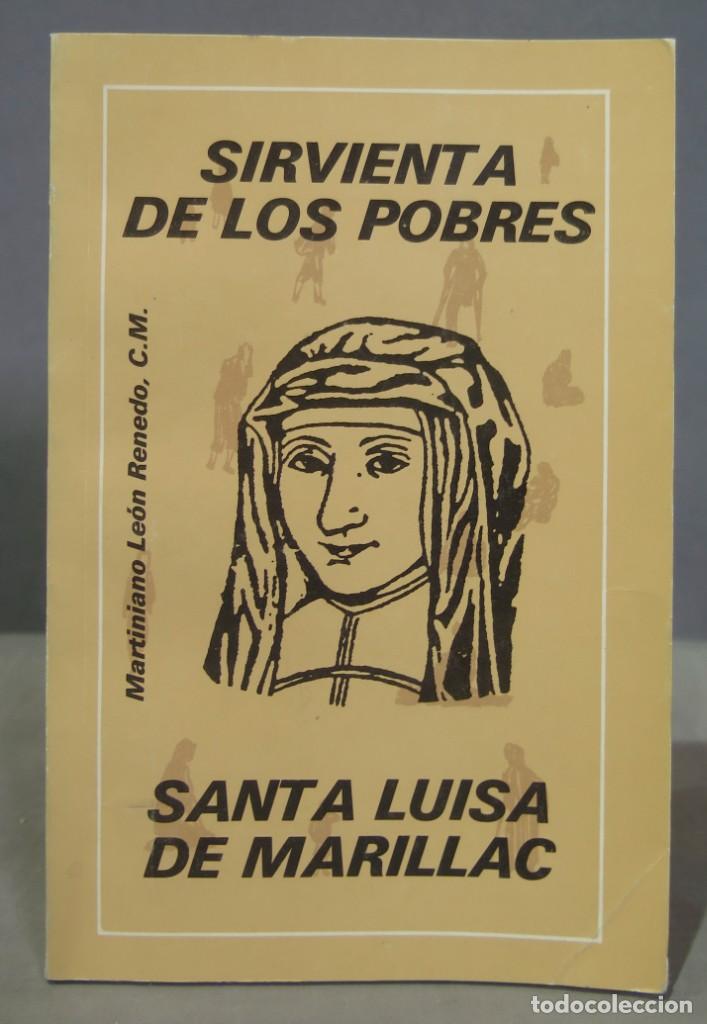 SIRVIENTA
DE LOS POBRES
Martiniano León Renedo, C.M.
SANTA LUISA
DE MARILLAC
todocoleccion